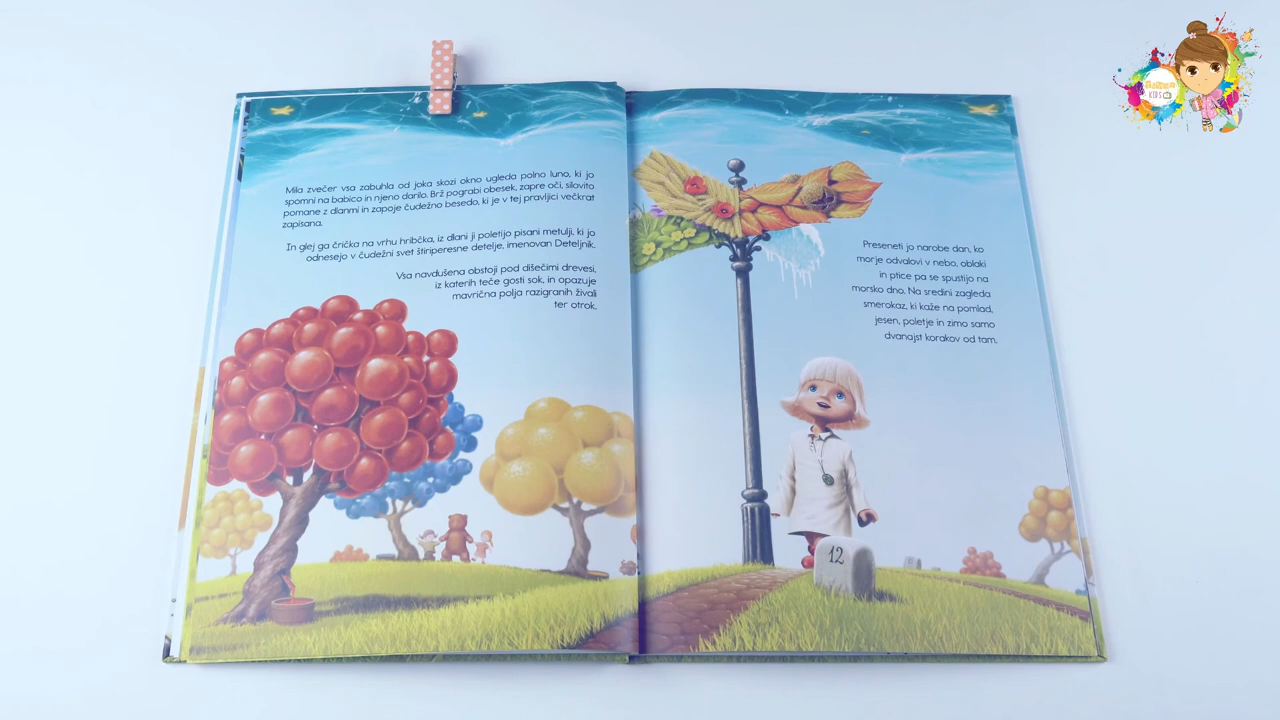 Mila zvečer vsa zabuhla od joka skozi okno ugleda polno luno, ki jo
spomni na babico in njeno darilo. Brž pograbi obesek, zapre oči, silovito
pomane z dlanmi in zapoje čudežno besedo, ki je v tej pravljici večkrat
zapisana.
In glej ga črička na vrhu hribčka, iz dlani ji poletijo pisani metulji, ki jo
odnesejo v čudežni svet štiriperesne detelje, imenovan Deteljnik.
Vsa navdušena obstoji pod dišečimi drevesi,
iz katerih teče gosti sok, in opazuje
mavrična polja razigranih živali
ter otrok.
Preseneti jo narobe dan, ko
morje odvalovi v nebo, oblaki
in ptice pa se spustijo na
morsko dno. Na sredini zagleda
smerokaz, ki kaže na pomlad,
jesen, poletje in zimo samo
dvanajst korakov od tam.
12
KIDS